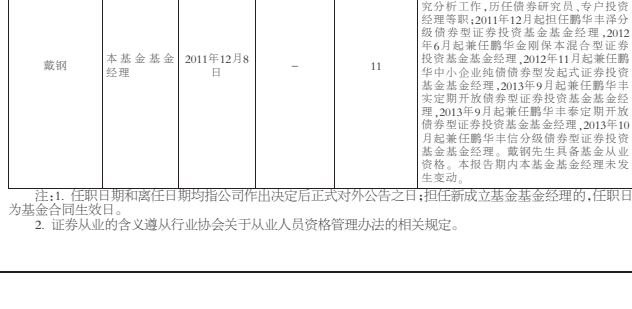 究分析工作,历任债券研究员、专户投资
经理等职;2011年12月起担任鹏华丰泽分
级债券型证券投资基金基金经理,2012
年6月起兼任鹏华金刚保本混合型证券
投资基金基金经理,2012年11月起兼任鹏
华中小企业纯债债券型发起式证券投资
基金基金经理,2013年9月起兼任鹏华丰
实定期开放债券型证券投资基金基金经
理,2013年9月起兼任鹏华丰泰定期开放
债券型证券投资基金基金经理,2013年10
月起兼任鹏华丰信分级债券型证券投资
基金基金经理。戴钢先生具备基金从业
资格。本报告期内本基金基金经理未发
生变动。
戴钢
本基金基金
经理
2011年12月8
日
–
11
注:1. 任职日期和离任日期均指公司作出决定后正式对外公告之日;担任新成立基金基金经理的,任职日期
为基金合同生效日。
2. 证券从业的含义遵从行业协会关于从业人员资格管理办法的相关规定。